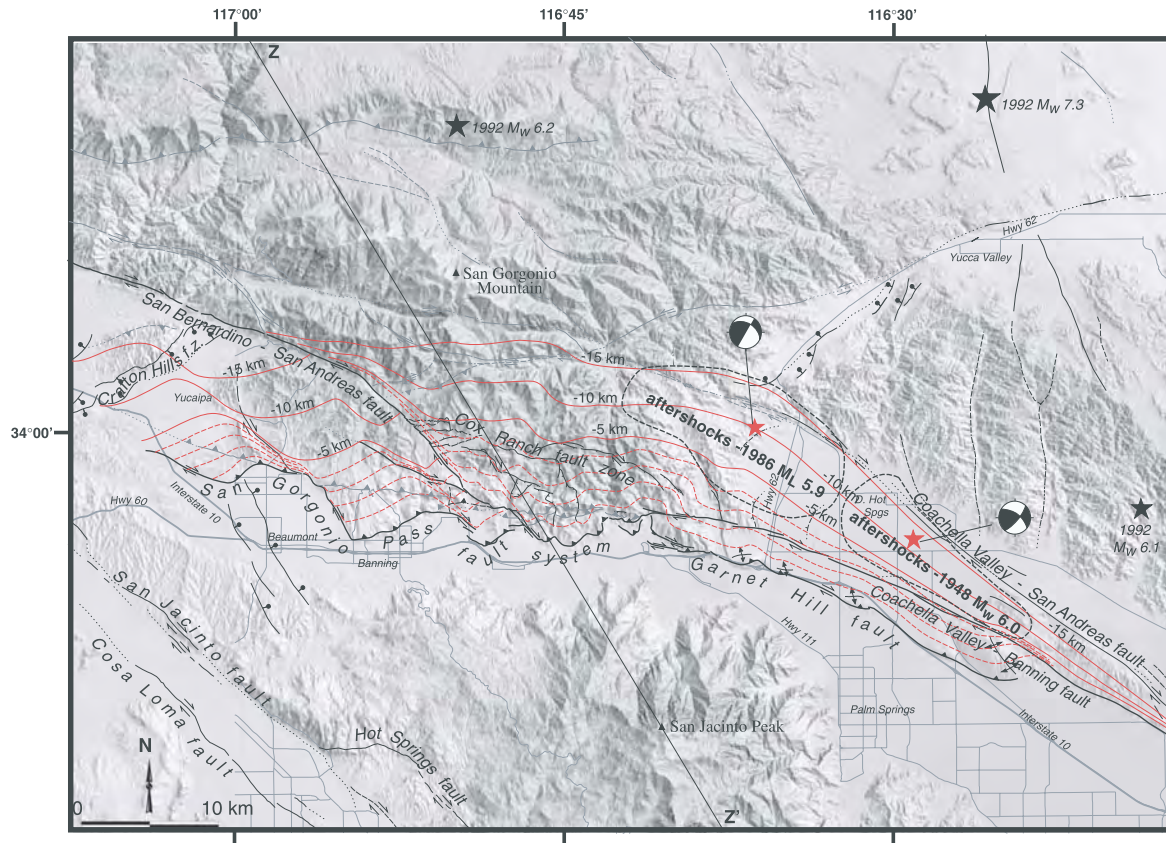 117°00′
116°45′
116°30′
Z
1992 MW 6.2
1992 MW 7.3
Hwy 62
Yucca Valley
San Gorgonio
Mountain
San Bernardino - San Andreas fault
-15 km
Crafton Hills f.z.
-15 km
Yucaipa
-10 km
-10 km
aftershocks -1986 ML 5.9
34°00′
-5 km
-5 km
Cox Ranch fault zone
Hwy 62
-10 km
D. Hot
Spgs
-5 km
Coachella Valley - San Andreas fault
aftershocks -1948 MW 6.0
1992
MW 6.1
Hwy 60
Interstate 10
San Gorgonio Pass fault system
Beaumont
Banning
Garnet Hill fault
Coachella Valley
Banning fault
-15 km
Hwy 111
San Jacinto fault
Cosa Loma fault
Hot Springs fault
San Jacinto Peak
Palm Springs
Interstate 10
N
0
10 km
Z'